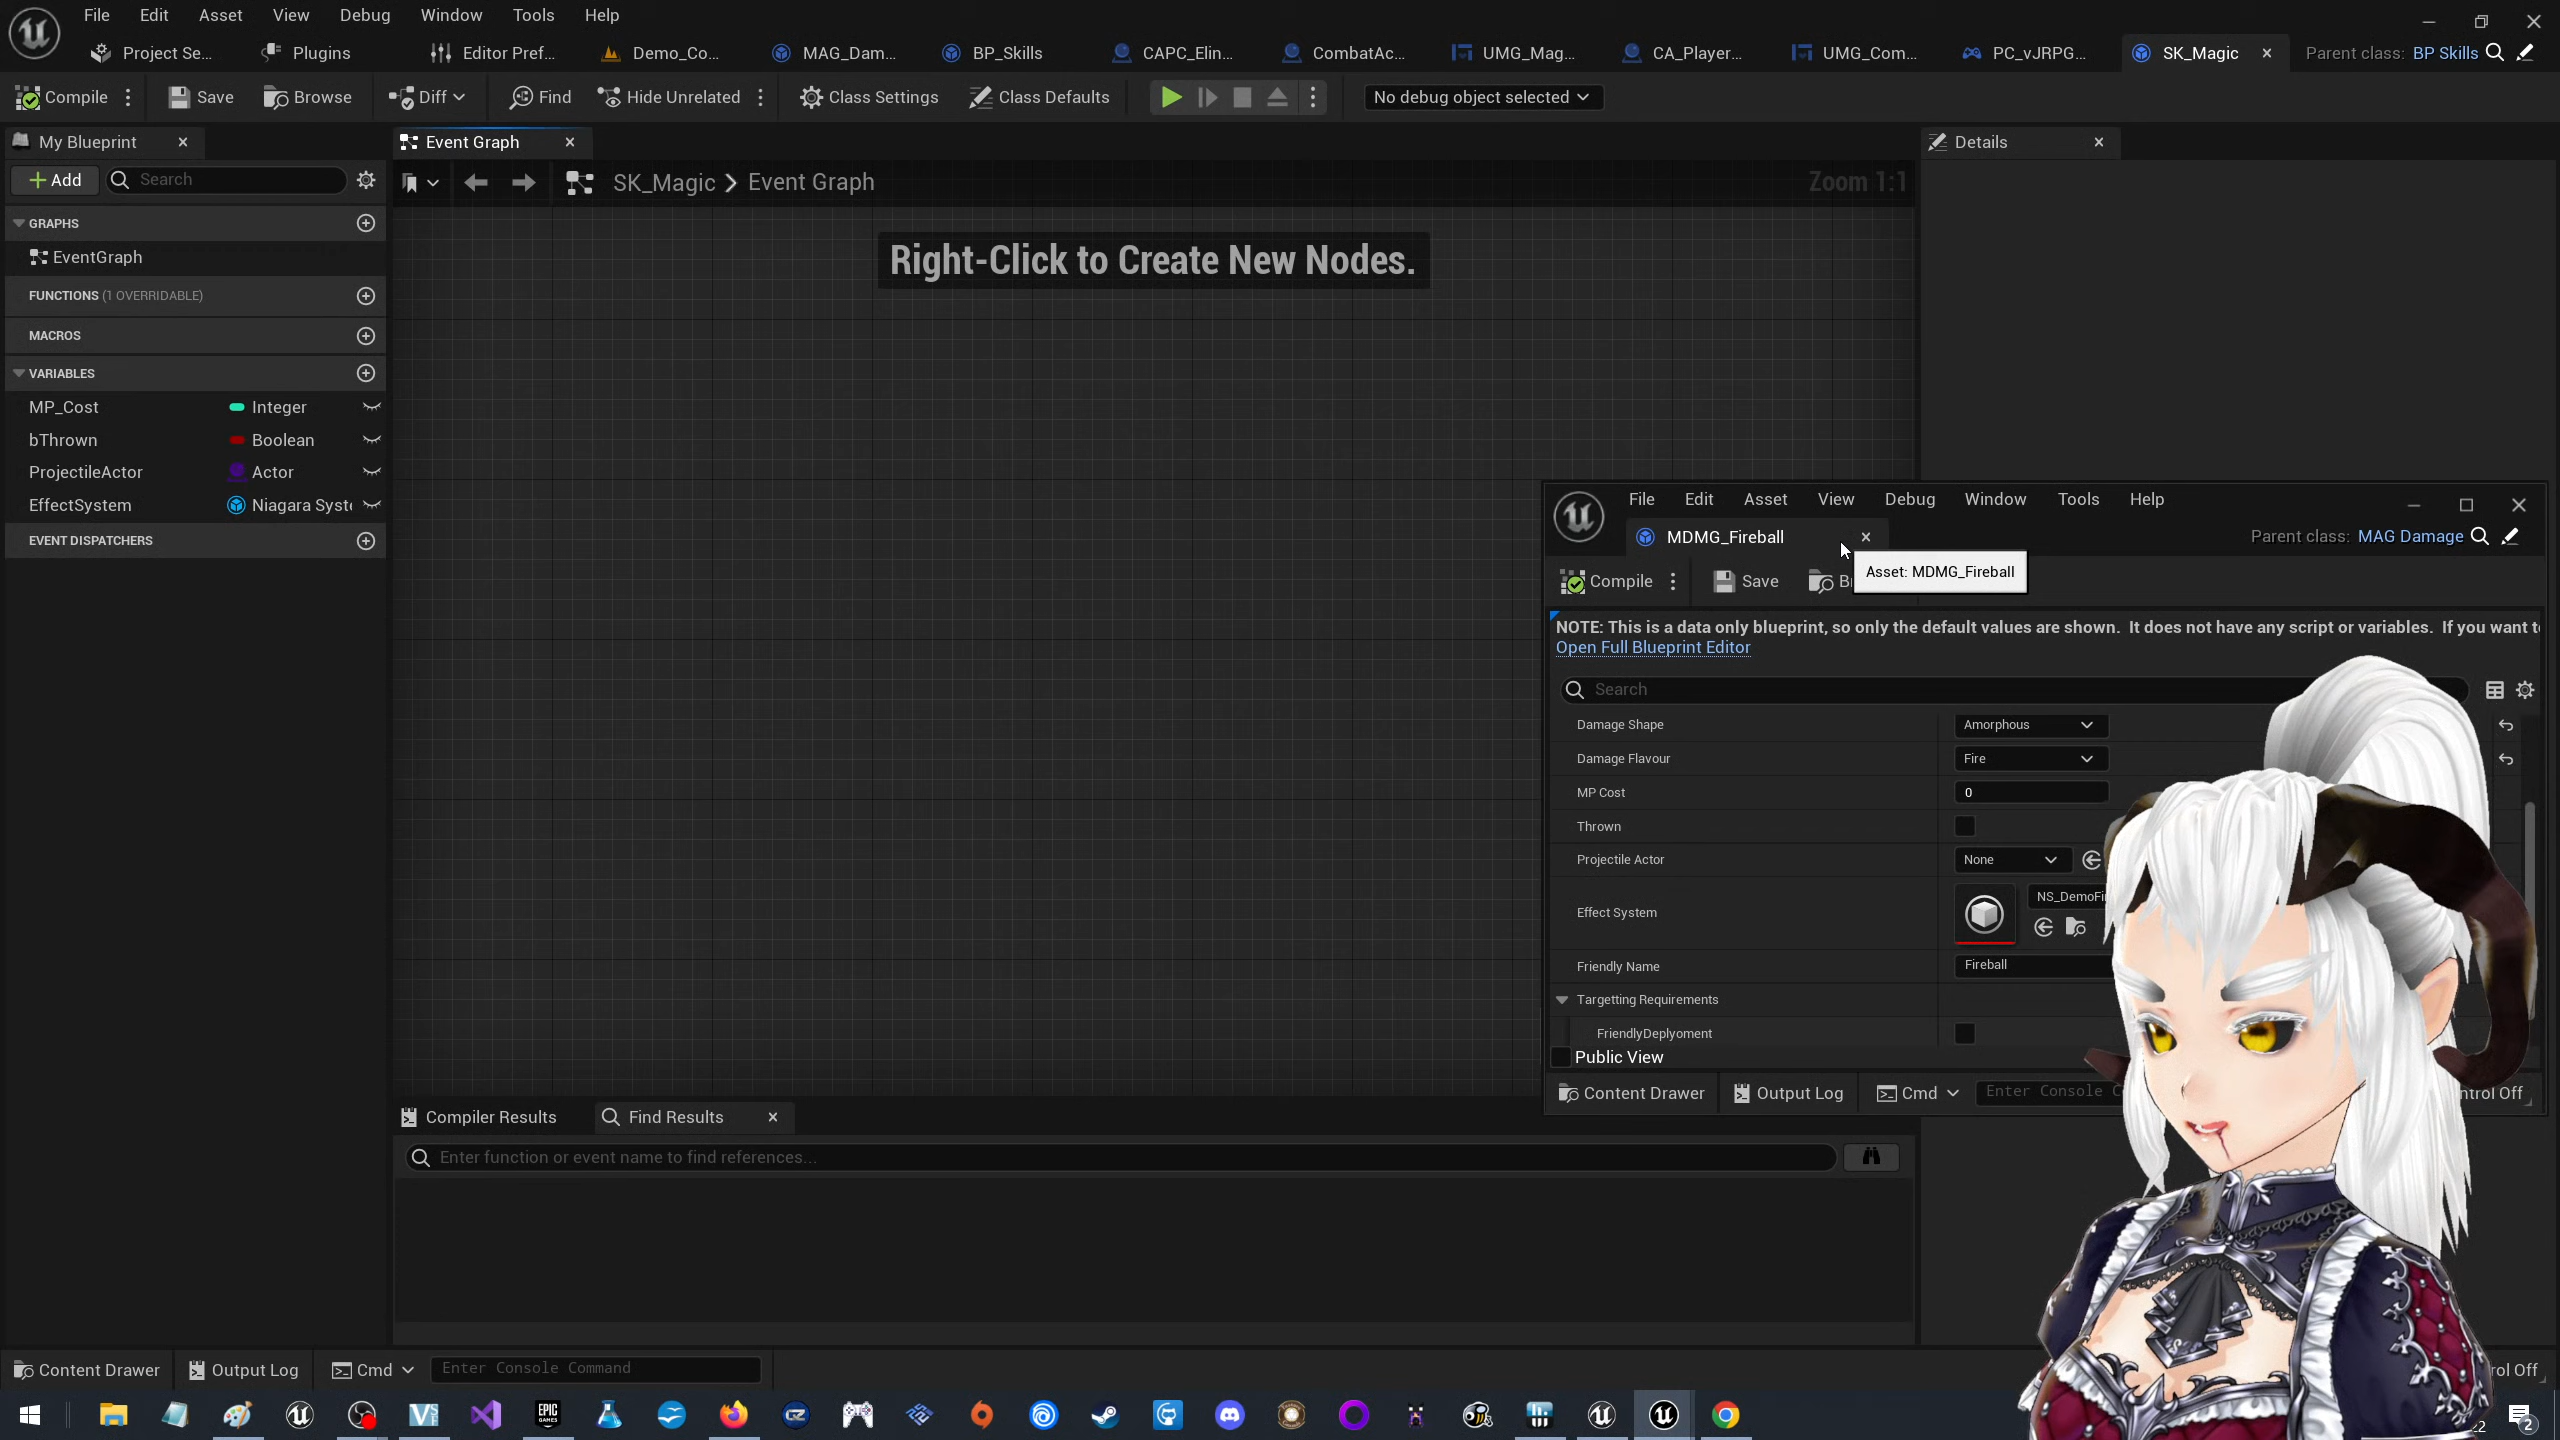 File Edit Asset View Debug Window Tools Help
Project Se... Plugins Editor Pref... Demo_Co... MAG_Dam... BP_Skills CAPC_Elin... CombatAc... UMG_Mag... CA_Player... UMG_Com... PC_vJRPG... SK_Magic Parent class: BP Skills
Compile Save Browse Diff Find Hide Unrelated Class Settings Class Defaults No debug object selected
My Blueprint Event Graph Details
Add Search SK_Magic > Event Graph Zoom 1:1
GRAPHS
EventGraph
FUNCTIONS (1 OVERRIDABLE)
MACROS
VARIABLES
MP_Cost Integer
bThrown Boolean
ProjectileActor Actor
EffectSystem Niagara Syst
EVENT DISPATCHERS
Right-Click to Create New Nodes.
File Edit Asset View Debug Window Tools Help
MDMG_Fireball Parent class: MAG Damage
Compile Save
Asset: MDMG_Fireball
NOTE: This is a data only blueprint, so only the default values are shown. It does not have any script or variables. If you want t
Open Full Blueprint Editor
Search
Damage Shape Amorphous
Damage Flavour Fire
MP Cost 0
Thrown
Projectile Actor None
Effect System NS_DemoFi
Friendly Name Fireball
Targetting Requirements
FriendlyDeplyoment
Public View
Content Drawer Output Log Cmd Enter Console C ntrol Off
Compiler Results Find Results
Enter function or event name to find references...
Content Drawer Output Log Cmd Enter Console Command rol Off
EPIC GAMES 2